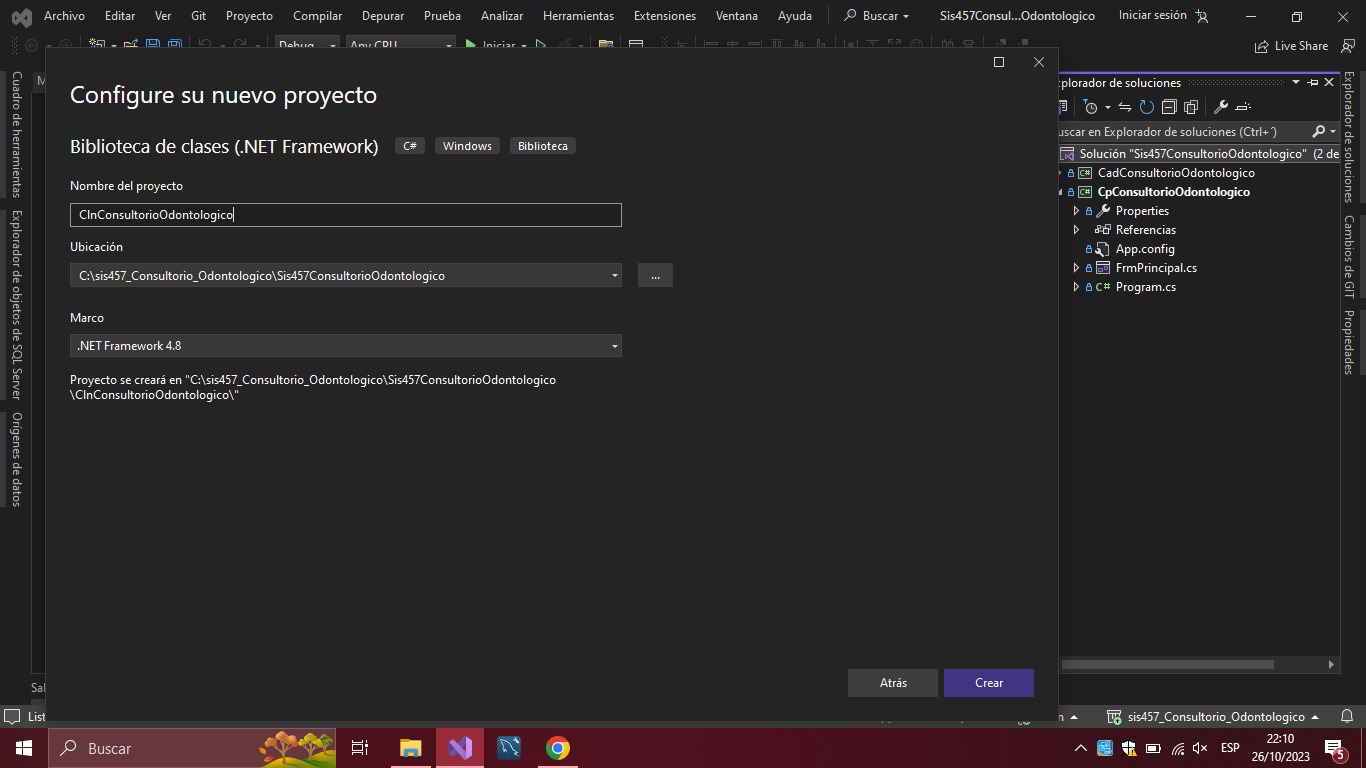 Archivo Editar Ver Git Proyecto Compilar Depurar Prueba Analizar Herramientas Extensiones Ventana Ayuda Buscar Sis457Consul...Odontologico Iniciar sesión
Debug Any CPU Iniciar Live Share
Cuadro de herramientas
Explorador de objetos de SQL Server
Orígenes de datos
M
Configure su nuevo proyecto
Biblioteca de clases (.NET Framework) C# Windows Biblioteca
Nombre del proyecto
ClnConsultorioOdontologico
Ubicación
C:\sis457_Consultorio_Odontologico\Sis457ConsultorioOdontologico
...
Marco
.NET Framework 4.8
Proyecto se creará en "C:\sis457_Consultorio_Odontologico\Sis457ConsultorioOdontologico
\ClnConsultorioOdontologico\"
Atrás Crear
plorador de soluciones
uscar en Explorador de soluciones (Ctrl+´)
Solución "Sis457ConsultorioOdontologico" (2 de
C# CadConsultorioOdontologico
C# CpConsultorioOdontologico
Properties
Referencias
App.config
FrmPrincipal.cs
C# Program.cs
Explorador de soluciones
Cambios de GIT
Propiedades
Sal
List
sis457_Consultorio_Odontologico
Buscar
ESP
22:10
26/10/2023
5